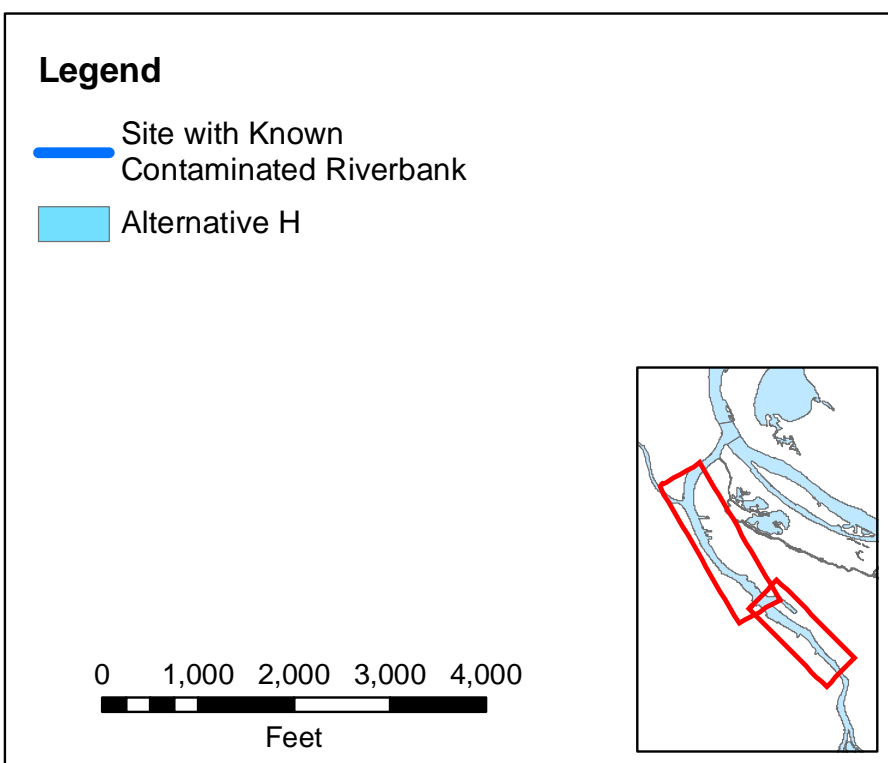 Legend
Site with Known
Contaminated Riverbank
Alternative H
0 1,000 2,000 3,000 4,000
Feet